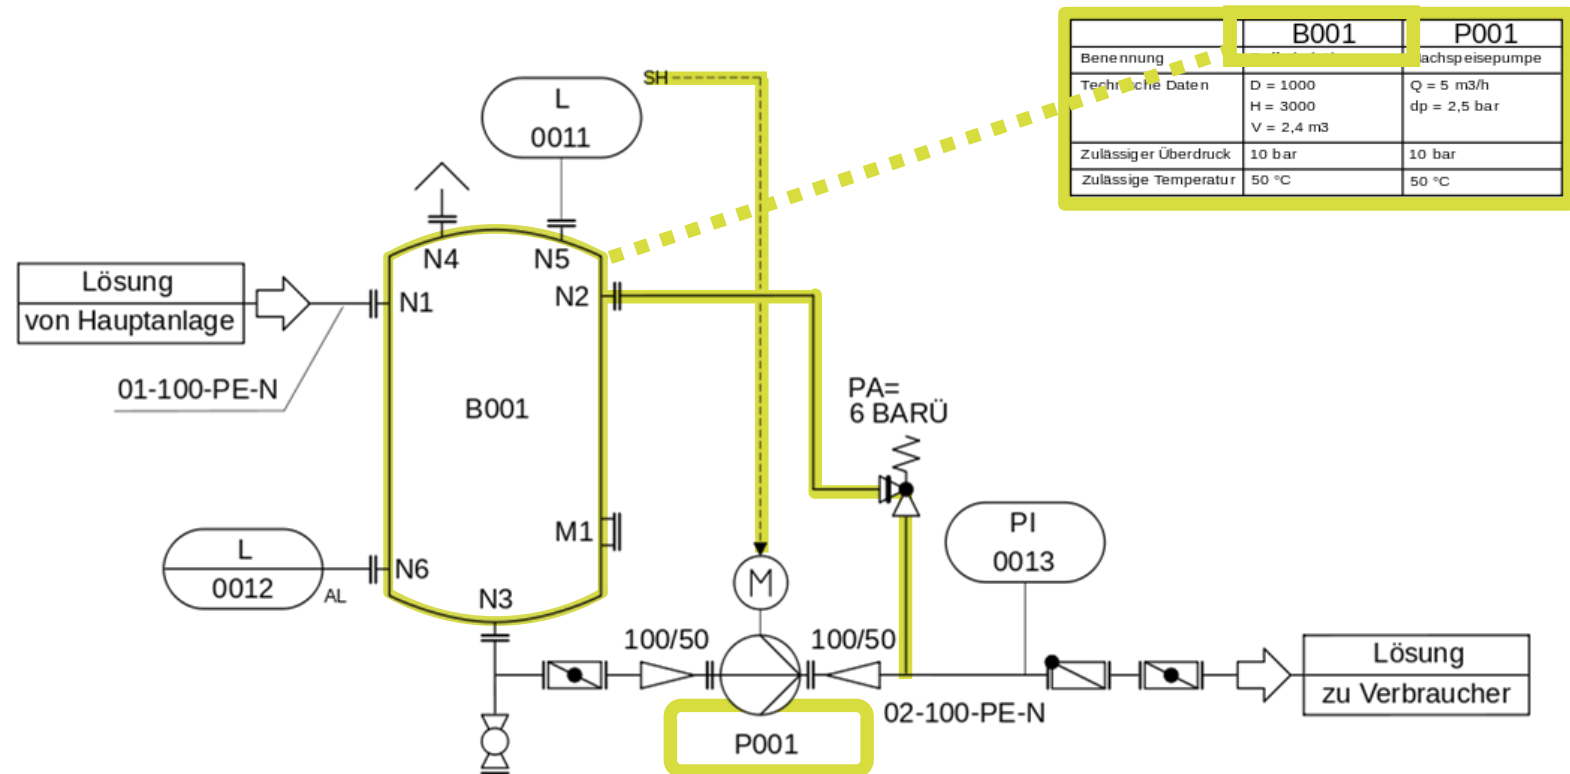 B001 P001
Benennung
Technische Daten D = 1000 Q = 5 m3/h
H = 3000 dp = 2,5 bar
V = 2,4 m3
Zulässiger Überdruck 10 bar 10 bar
Zulässige Temperatur 50 °C 50 °C
SH
L
0011
N4
N5
Lösung
von Hauptanlage
N1
N2
01-100-PE-N
B001
PA=
6 BARÜ
M1
L
0012
AL
N6
N3
M
PI
0013
100/50
100/50
Lösung
zu Verbraucher
02-100-PE-N
P001